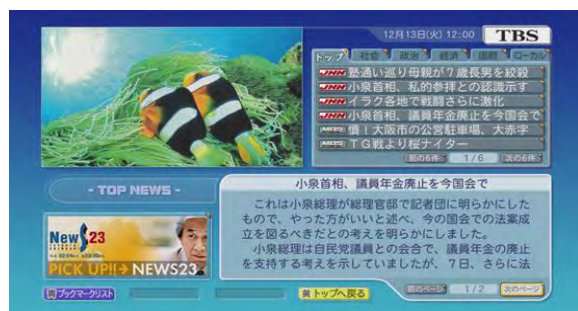 12月13日(火) 12:00 TBS
トップ 社会 政治 経済 国際 ローカル
JNN 塾通い巡り母親が7歳長男を絞殺
JNN 小泉首相、私的参拝との認識示す
JNN イラク各地で戦闘さらに激化
JNN 小泉首相、議員年金廃止を今国会で
MBS 憤!大阪市の公営駐車場、大赤字
MBS TG戦より桜ナイター
前の6件 1/6 次の6件
- TOP NEWS -
小泉首相、議員年金廃止を今国会で
これは小泉総理が総理官邸で記者団に明らかにした
もので、やった方がいいと述べ、今の国会での法案成
立を図るべきだとの考えを明らかにしました。
小泉総理は自民党議員との会合で、議員年金の廃止
を支持する考えを示していましたが、7日、さらに法
New 23
PICK UP!!→NEWS23
青 ブックマークリスト
黄 トップへ戻る
前のページ 1/2 次のページ